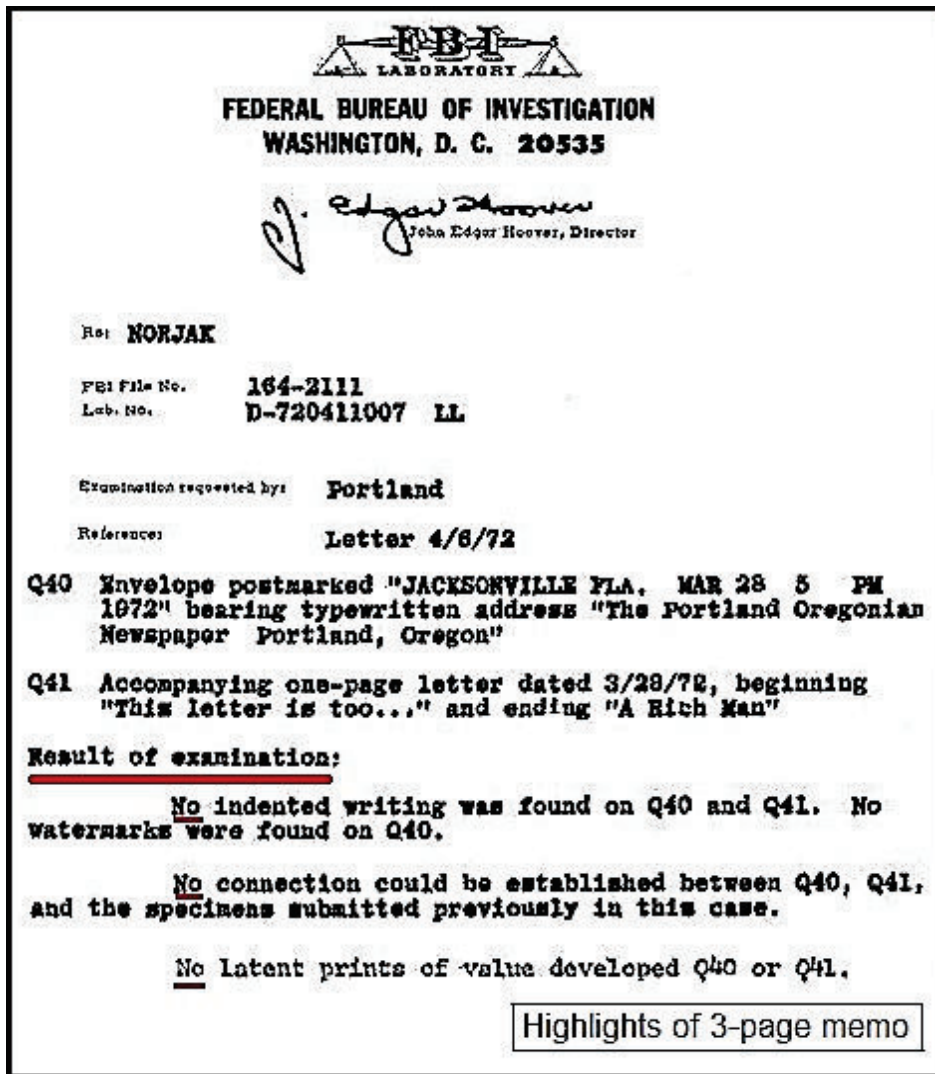 FBI
LABORATORY
FEDERAL BUREAU OF INVESTIGATION
WASHINGTON, D. C. 20535
J. Edgar Hoover
John Edgar Hoover, Director
Re: NORJAK
FBI File No. 164-2111
Lab. No. D-720411007 LL
Examination requested by: Portland
Reference: Letter 4/6/72
Q40 Envelope postmarked "JACKSONVILLE FLA. MAR 28 5 PM
1972" bearing typewritten address "The Portland Oregonian
Newspaper Portland, Oregon"
Q41 Accompanying one-page letter dated 3/28/72, beginning
"This letter is too..." and ending "A Rich Man"
Result of examination:
No indented writing was found on Q40 and Q41. No
watermarks were found on Q40.
No connection could be established between Q40, Q41,
and the specimens submitted previously in this case.
No latent prints of value developed Q40 or Q41.
Highlights of 3-page memo